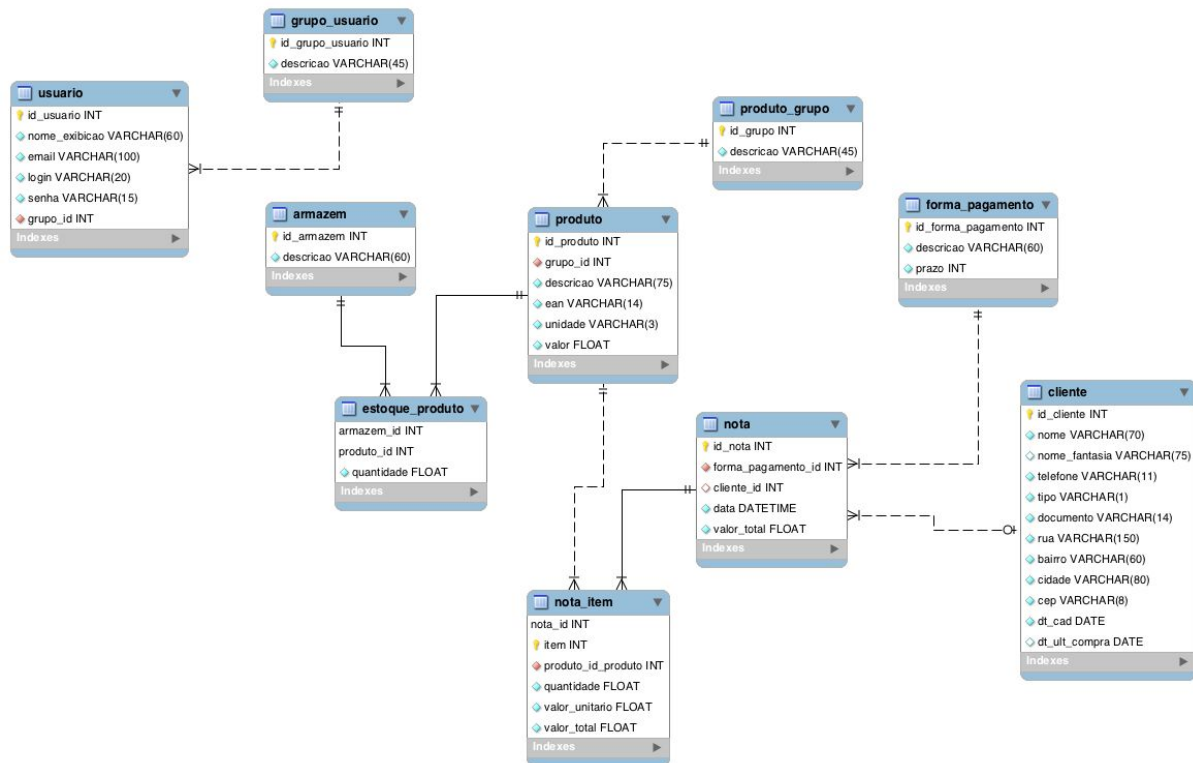 grupo_usuario
id_grupo_usuario INT
descricao VARCHAR(45)
Indexes
usuario
id_usuario INT
nome_exibicao VARCHAR(60)
email VARCHAR(100)
login VARCHAR(20)
senha VARCHAR(15)
grupo_id INT
Indexes
produto_grupo
id_grupo INT
descricao VARCHAR(45)
Indexes
armazem
id_armazem INT
descricao VARCHAR(60)
Indexes
produto
id_produto INT
grupo_id INT
descricao VARCHAR(75)
ean VARCHAR(14)
unidade VARCHAR(3)
valor FLOAT
Indexes
forma_pagamento
id_forma_pagamento INT
descricao VARCHAR(60)
prazo INT
Indexes
estoque_produto
armazem_id INT
produto_id INT
quantidade FLOAT
Indexes
nota
id_nota INT
forma_pagamento_id INT
cliente_id INT
data DATETIME
valor_total FLOAT
Indexes
cliente
id_cliente INT
nome VARCHAR(70)
nome_fantasia VARCHAR(75)
telefone VARCHAR(11)
tipo VARCHAR(1)
documento VARCHAR(14)
rua VARCHAR(150)
bairro VARCHAR(60)
cidade VARCHAR(80)
cep VARCHAR(8)
dt_cad DATE
dt_ult_compra DATE
Indexes
nota_item
nota_id INT
item INT
produto_id_produto INT
quantidade FLOAT
valor_unitario FLOAT
valor_total FLOAT
Indexes